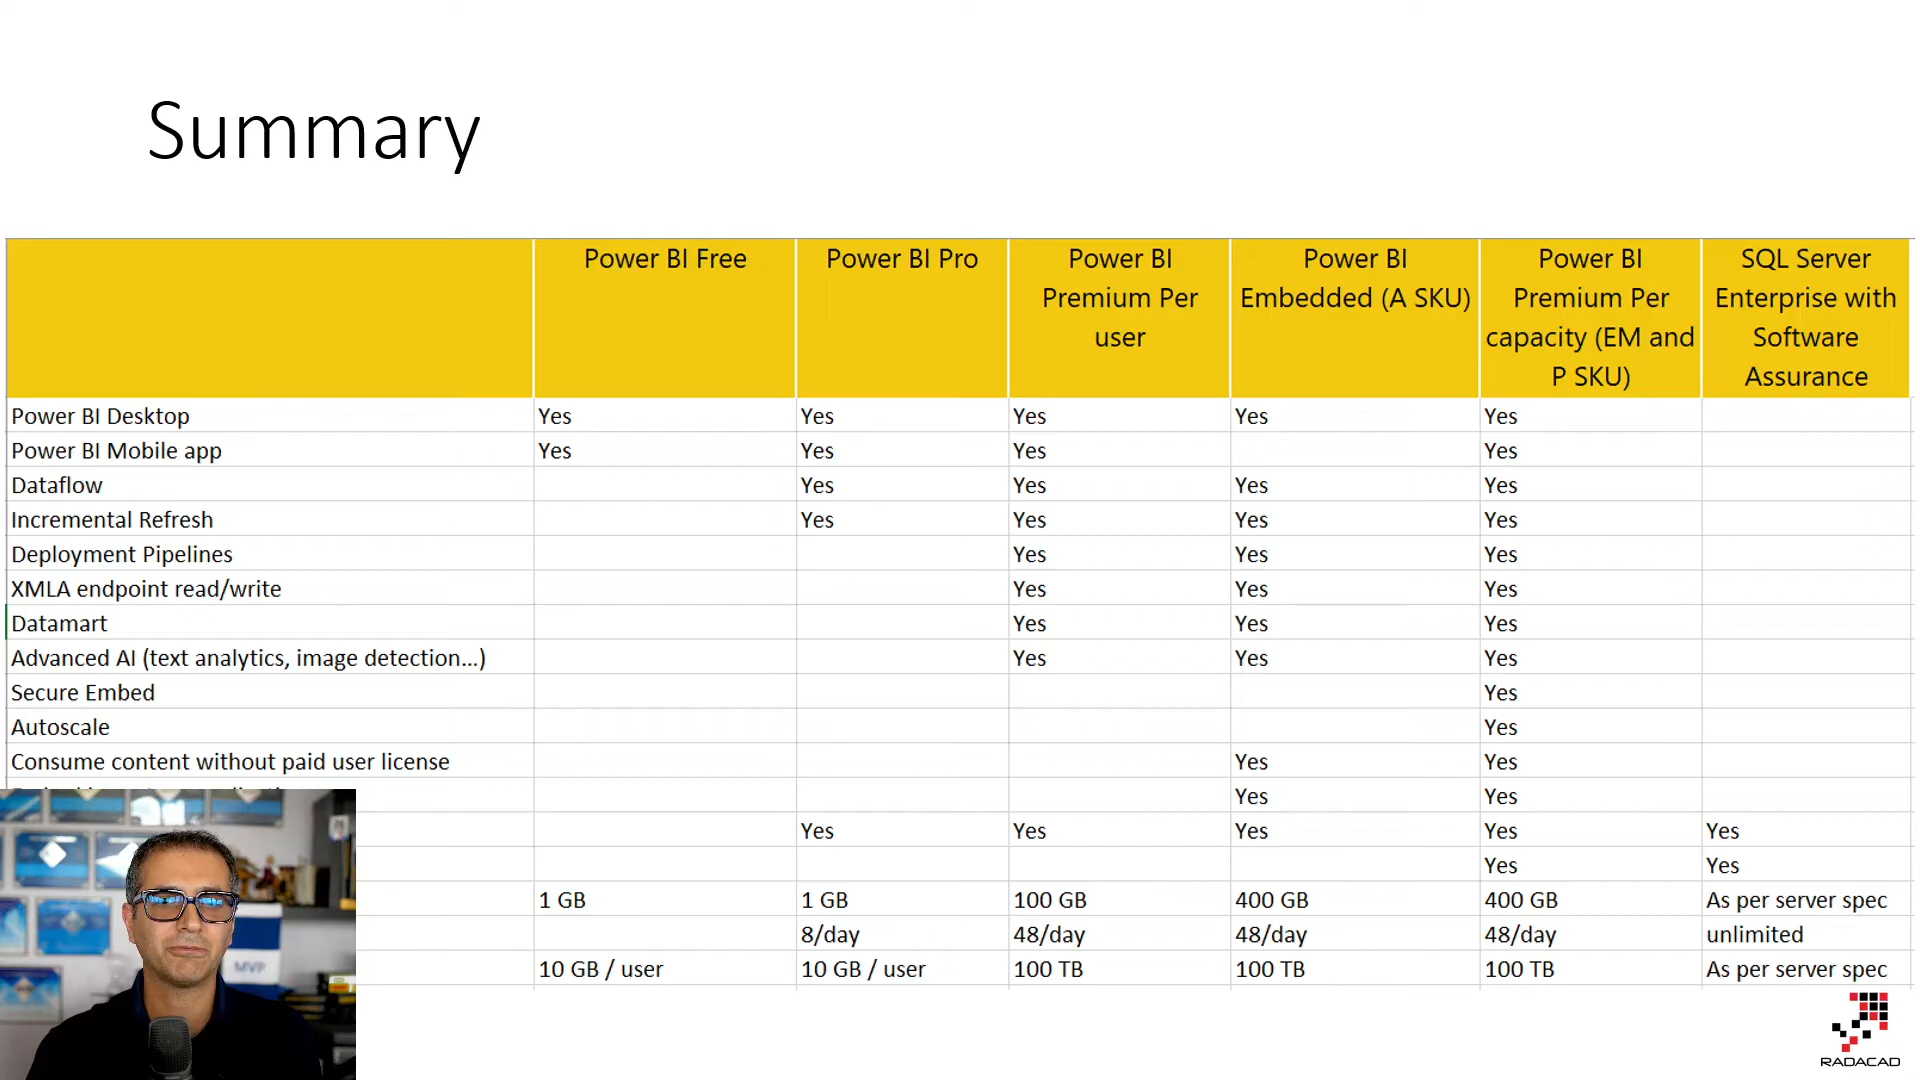 Summary
Power BI Free
Power BI Pro
Power BI
Premium Per
user
Power BI
Embedded (A SKU)
Power BI
Premium Per
capacity (EM and
P SKU)
SQL Server
Enterprise with
Software
Assurance
Power BI Desktop Yes Yes Yes Yes Yes
Power BI Mobile app Yes Yes Yes Yes
Dataflow Yes Yes Yes Yes
Incremental Refresh Yes Yes Yes Yes
Deployment Pipelines Yes Yes Yes
XMLA endpoint read/write Yes Yes Yes
Datamart Yes Yes Yes
Advanced AI (text analytics, image detection...) Yes Yes Yes
Secure Embed Yes
Autoscale Yes
Consume content without paid user license Yes Yes
Yes Yes
Yes Yes Yes Yes Yes
Yes Yes
1 GB 1 GB 100 GB 400 GB 400 GB As per server spec
8/day 48/day 48/day 48/day unlimited
10 GB / user 10 GB / user 100 TB 100 TB 100 TB As per server spec
MVP
RADACAD